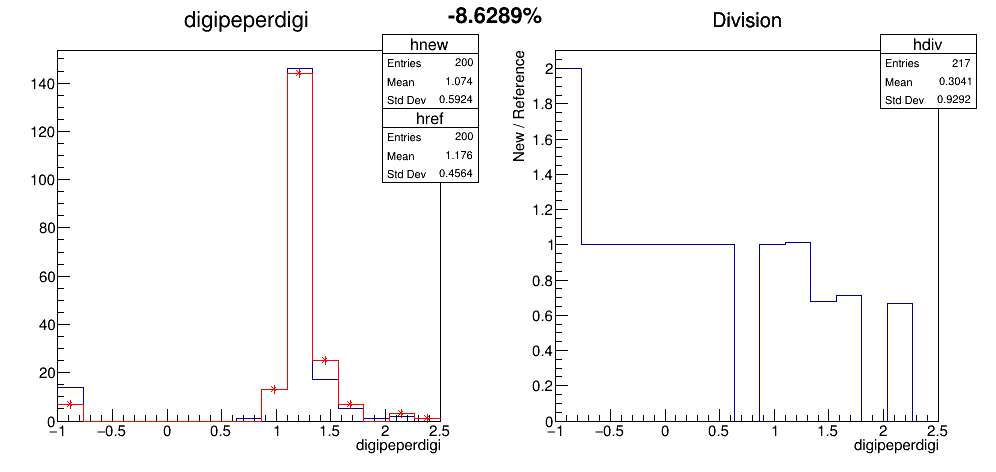 digipeperdigi
-8.6289%
Division
hnew
Entries 200
Mean 1.074
Std Dev 0.5924
href
Entries 200
Mean 1.176
Std Dev 0.4564
140
120
100
80
60
40
20
0
−1 −0.5 0 0.5 1 1.5 2 2.5
digipeperdigi
hdiv
Entries 217
Mean 0.3041
Std Dev 0.9292
New / Reference
2
1.8
1.6
1.4
1.2
1
0.8
0.6
0.4
0.2
0
−1 −0.5 0 0.5 1 1.5 2 2.5
digipeperdigi